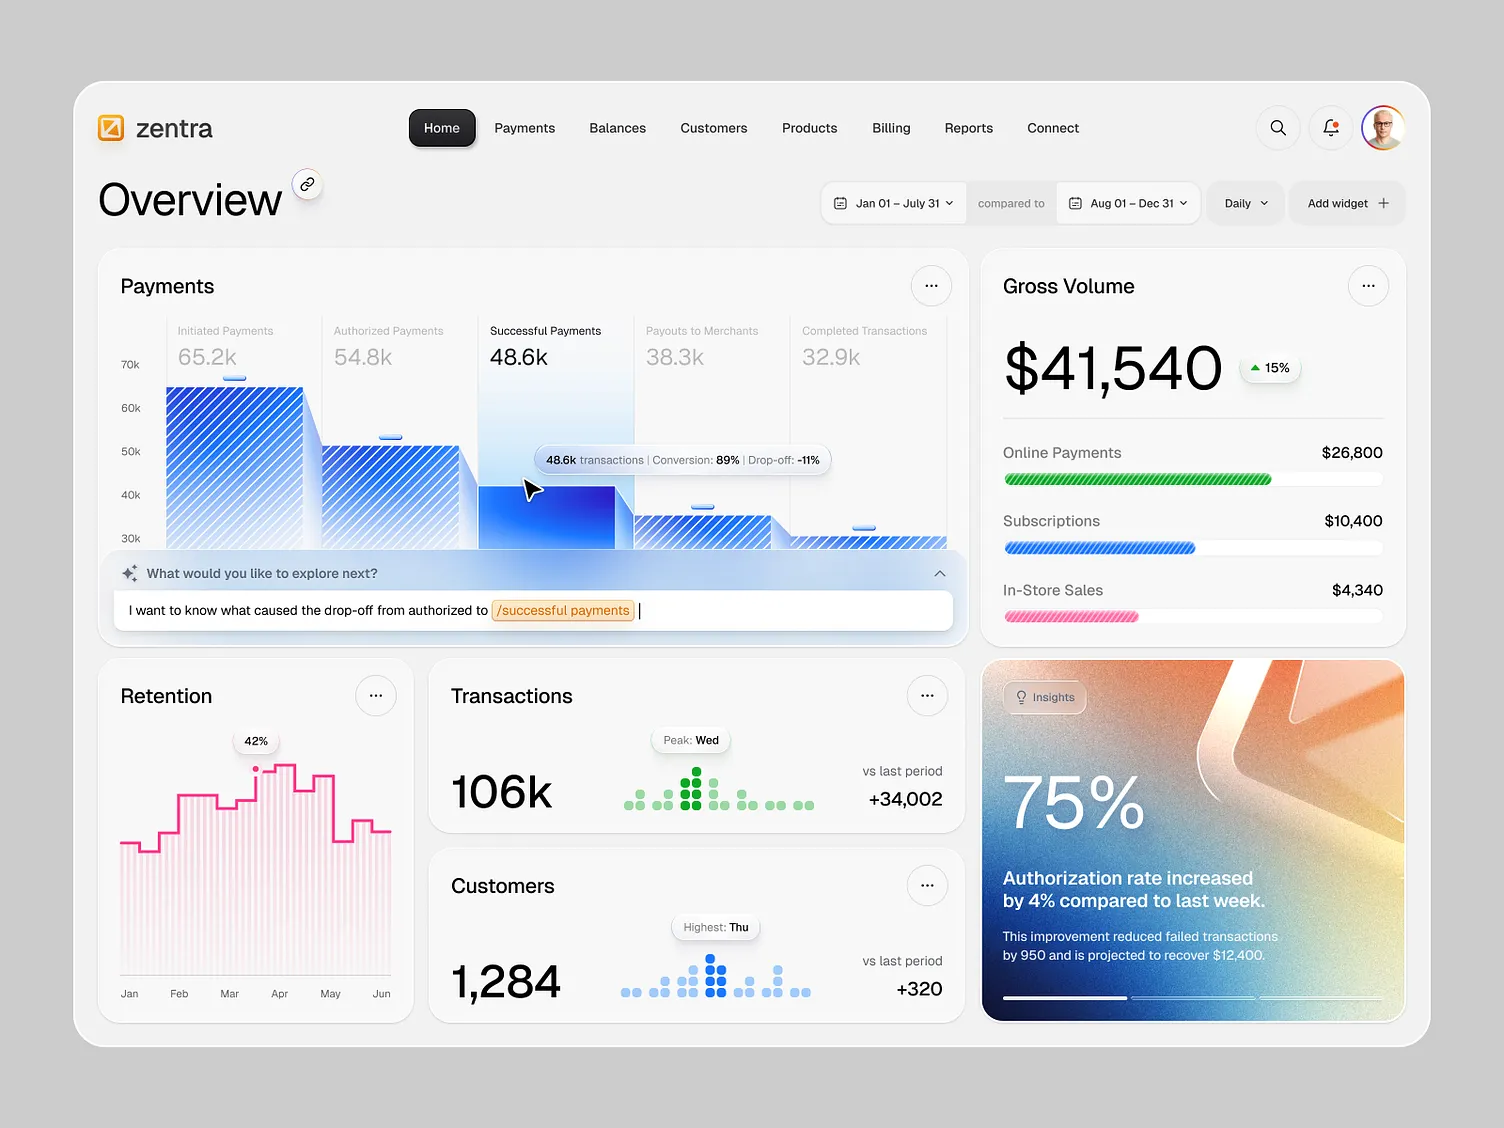 zentra
Home
Payments
Balances
Customers
Products
Billing
Reports
Connect
Overview
Jan 01 – July 31
compared to
Aug 01 – Dec 31
Daily
Add widget
Payments
Initiated Payments
65.2k
Authorized Payments
54.8k
Successful Payments
48.6k
Payouts to Merchants
38.3k
Completed Transactions
32.9k
70k
60k
50k
40k
30k
48.6k transactions | Conversion: 89% | Drop-off: -11%
What would you like to explore next?
I want to know what caused the drop-off from authorized to /successful payments
Gross Volume
$41,540
15%
Online Payments
$26,800
Subscriptions
$10,400
In-Store Sales
$4,340
Retention
42%
Jan
Feb
Mar
Apr
May
Jun
Transactions
106k
Peak: Wed
vs last period
+34,002
Customers
1,284
Highest: Thu
vs last period
+320
Insights
75%
Authorization rate increased
by 4% compared to last week.
This improvement reduced failed transactions
by 950 and is projected to recover $12,400.